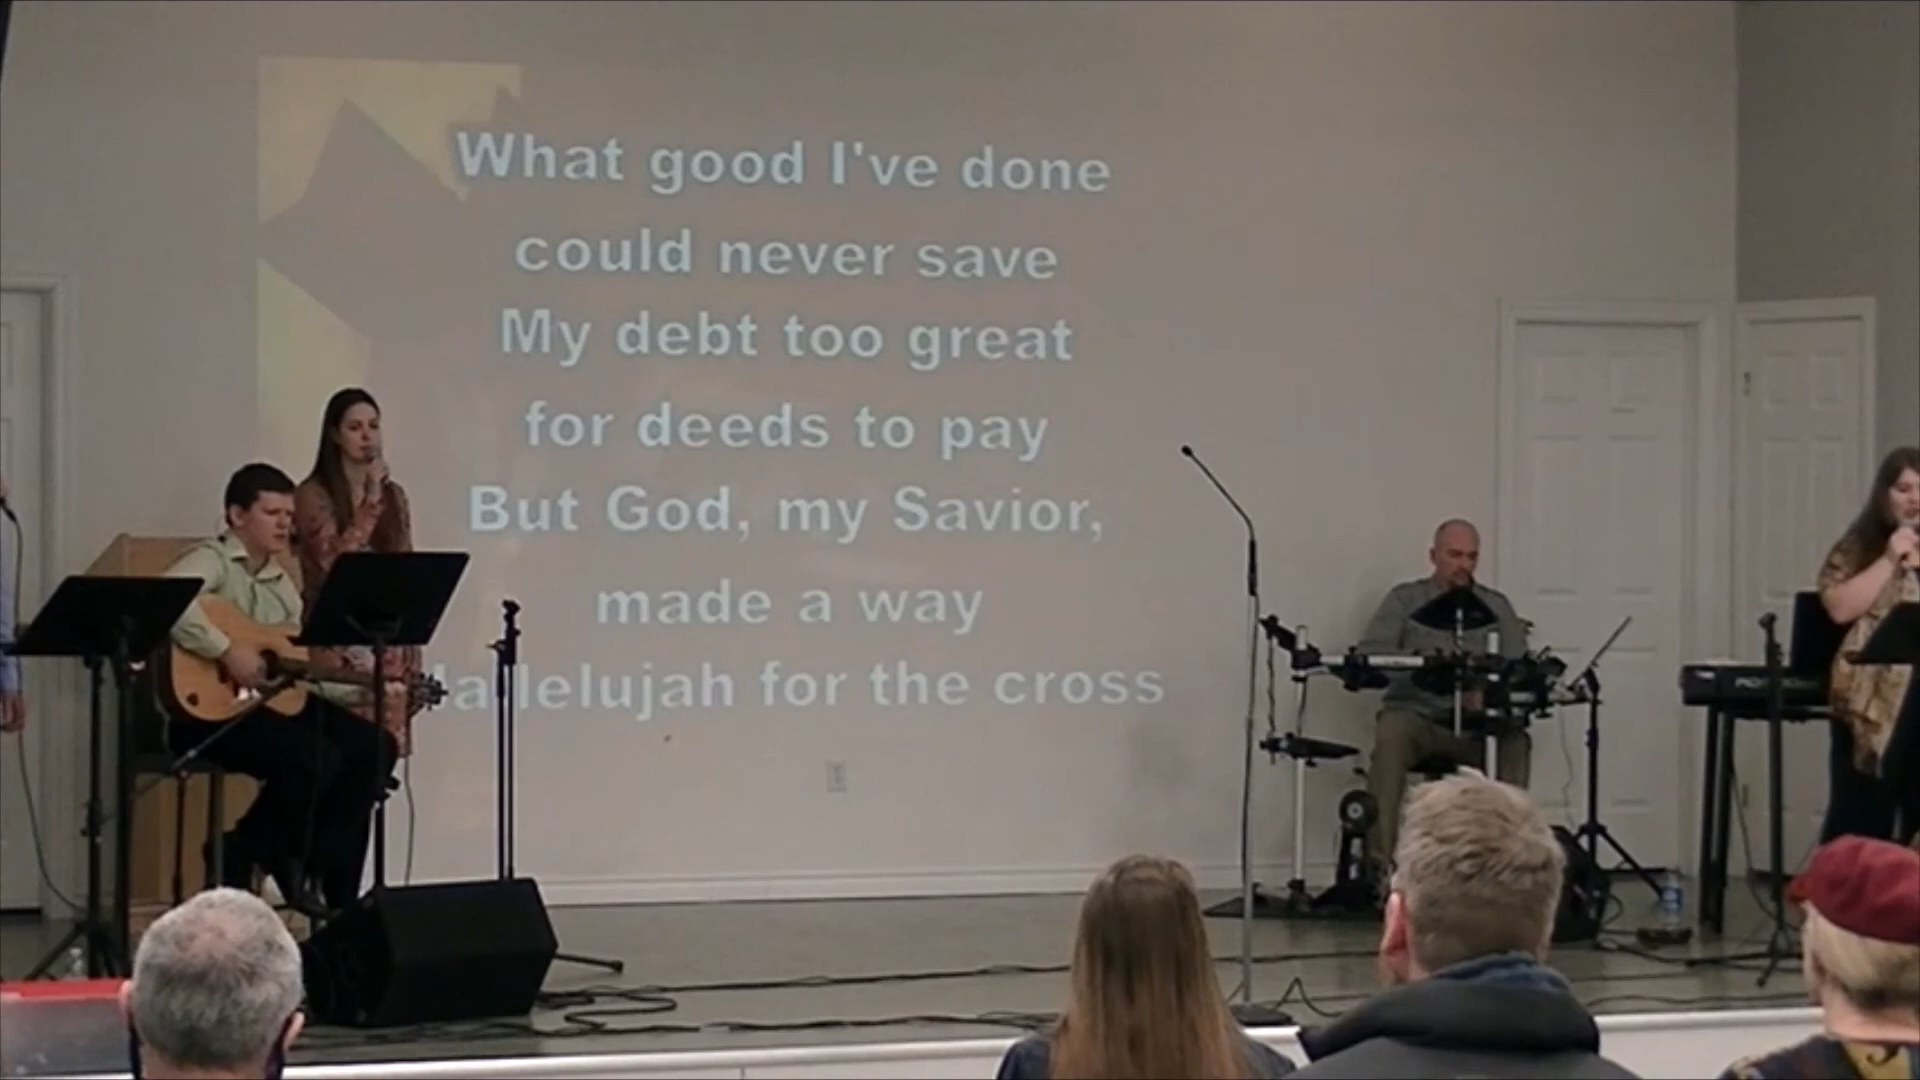 What good I've done
could never save
My debt too great
for deeds to pay
But God, my Savior,
made a way
Hallelujah for the cross